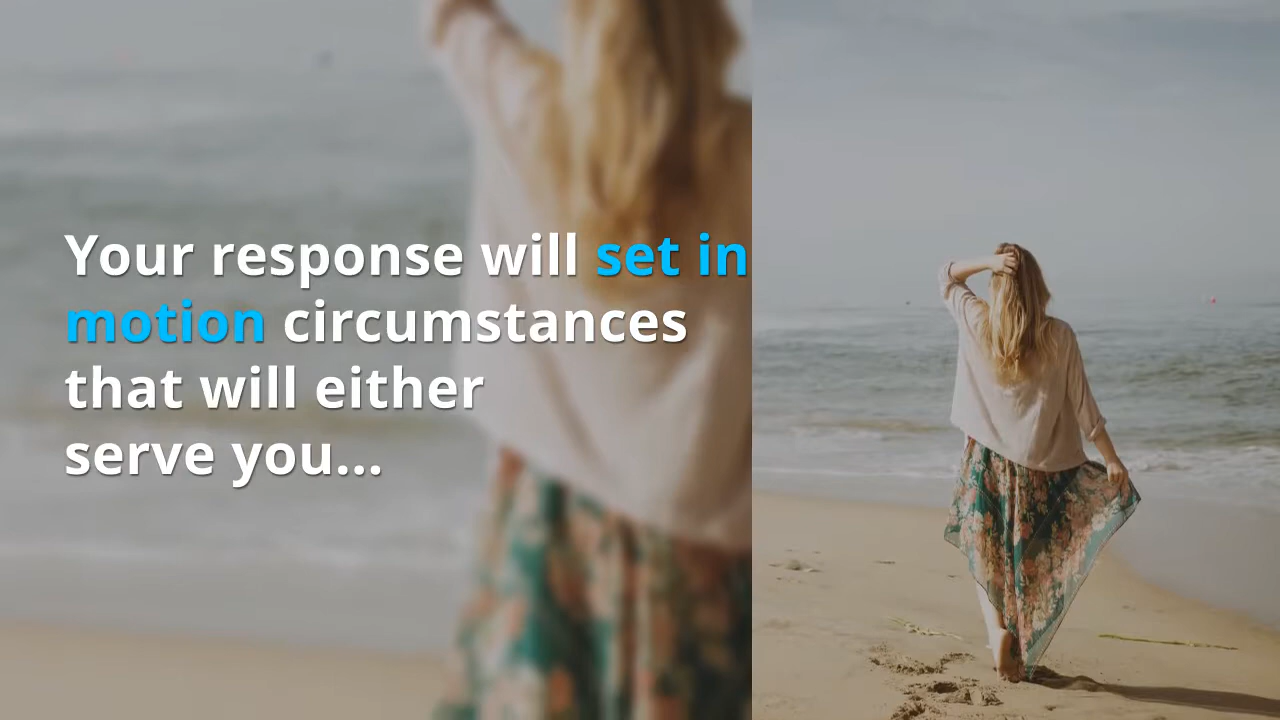 Your response will set in
motion circumstances
that will either
serve you...